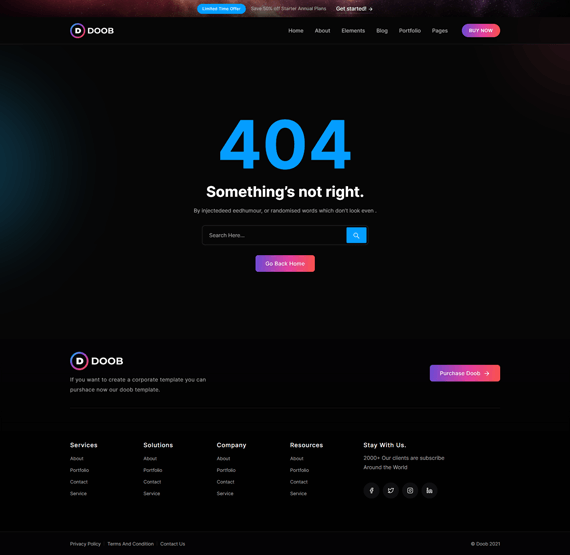 Limited Time Offer Save 50% off Starter Annual Plans Get started!
D DOOB Home About Elements Blog Portfolio Pages BUY NOW
404
Something's not right.
By injectedeed eedhumour, or randomised words which don't look even .
Search Here...
Go Back Home
D DOOB
If you want to create a corporate template you can
purshace now our doob template.
Purchase Doob
Services Solutions Company Resources Stay With Us.
About About About About 2000+ Our clients are subscribe
Portfolio Portfolio Portfolio Portfolio Around the World
Contact Contact Contact Contact
Service Service Service Service
Privacy Policy Terms And Condition Contact Us © Doob 2021